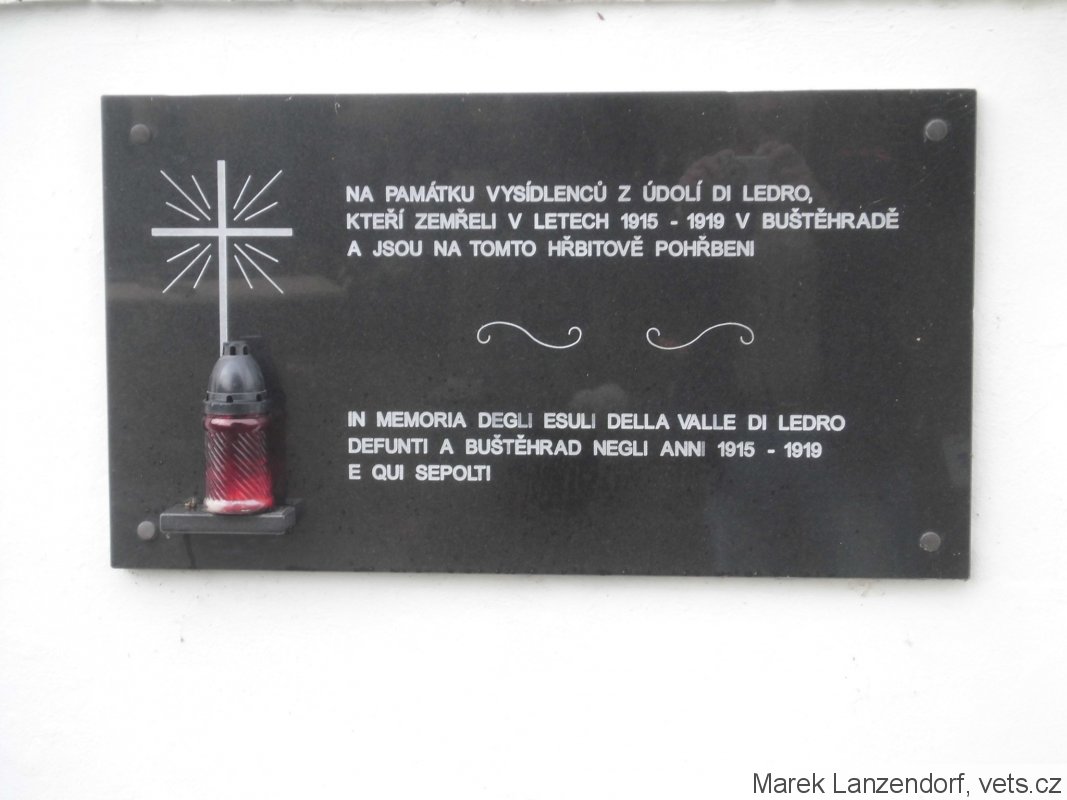 NA PAMÁTKU VYSÍDLENCŮ Z ÚDOLÍ DI LEDRO,
KTEŘÍ ZEMŘELI V LETECH 1915 - 1919 V BUŠTĚHRADĚ
A JSOU NA TOMTO HŘBITOVĚ POHŘBENI
IN MEMORIA DEGLI ESULI DELLA VALLE DI LEDRO
DEFUNTI A BUŠTĚHRAD NEGLI ANNI 1915 - 1919
E QUI SEPOLTI
Marek Lanzendorf, vets.cz